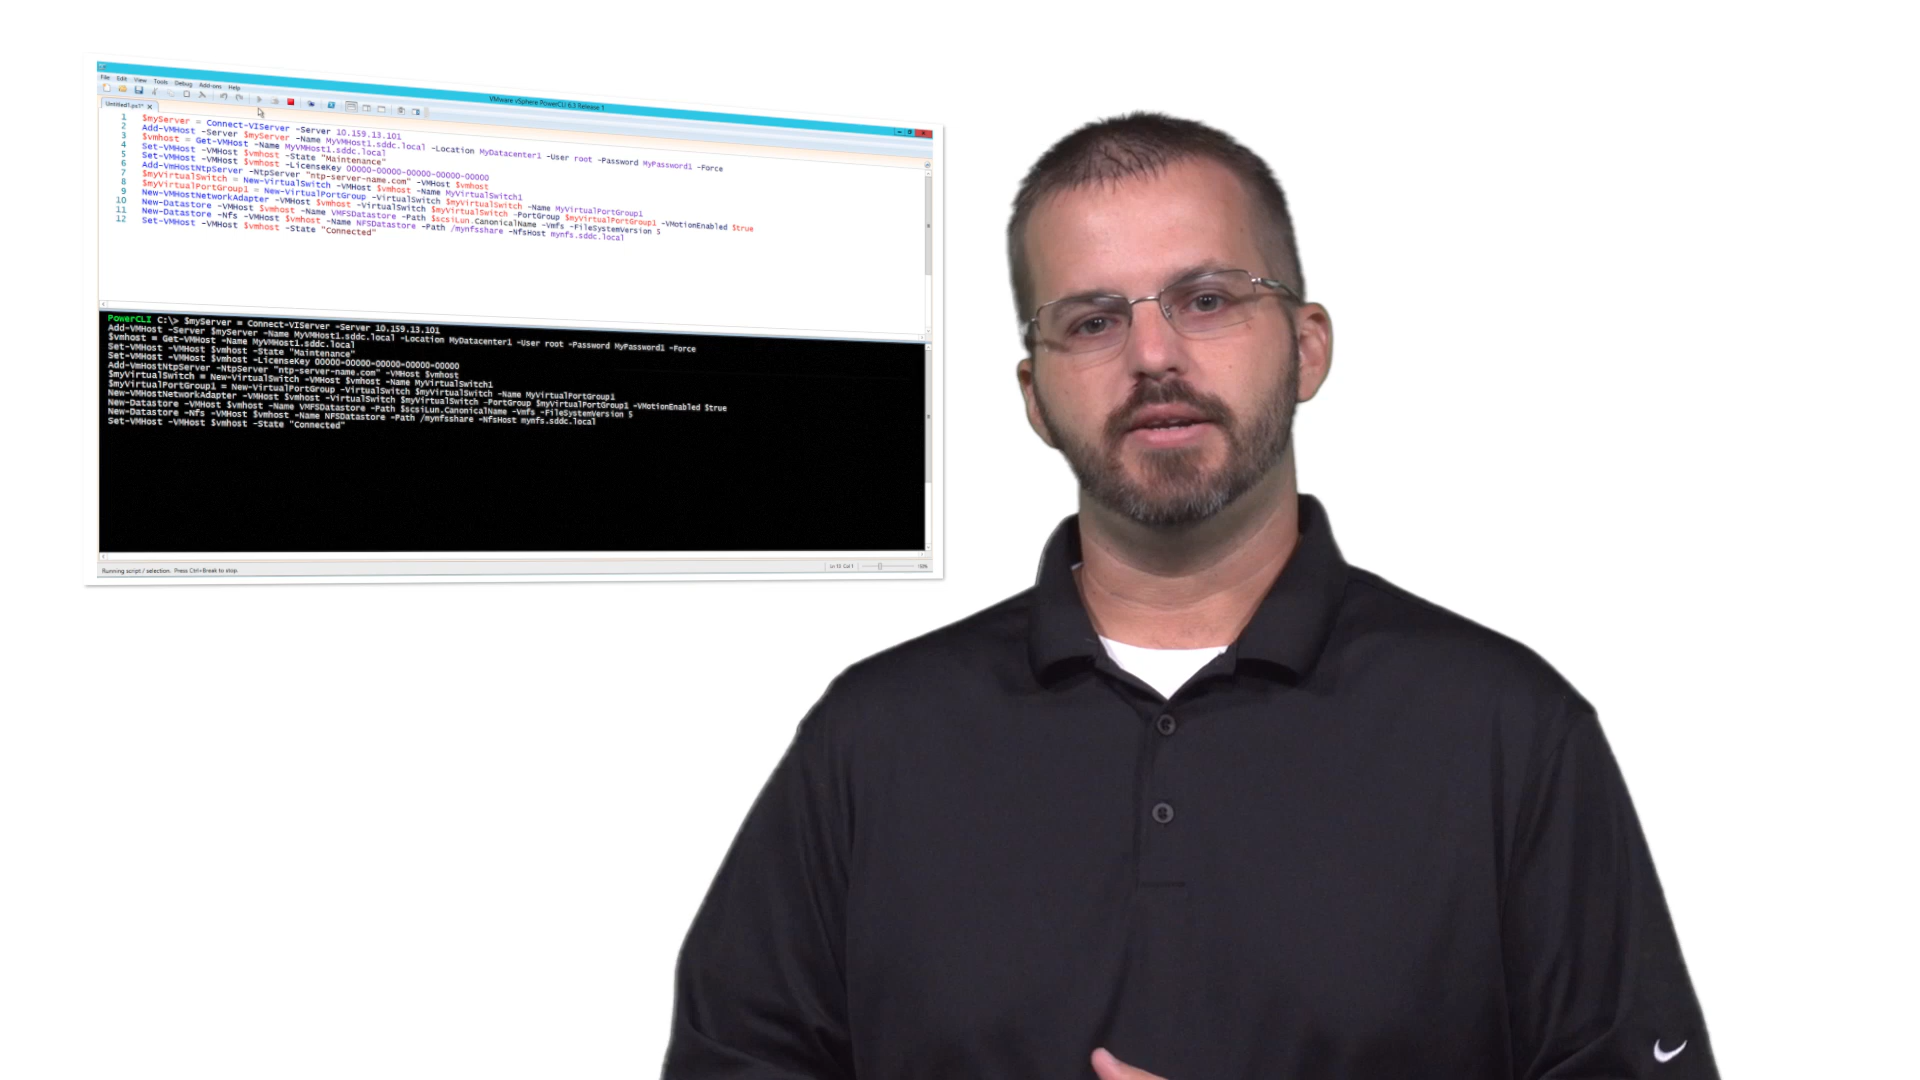 VMware vSphere PowerCLI 6.3 Release 1
File Edit View Tools Debug Add-ons Help
Untitled1.ps1*
1 $myServer = Connect-VIServer -Server 10.159.13.101
2 Add-VMHost -Server $myServer -Name MyVMHost1.sddc.local -Location MyDatacenter1 -User root -Password MyPassword1 -Force
3 $vmhost = Get-VMHost -Name MyVMHost1.sddc.local
4 Set-VMHost -VMHost $vmhost -State "Maintenance"
5 Set-VMHost -VMHost $vmhost -LicenseKey 00000-00000-00000-00000-00000
6 Add-VmHostNtpServer -NtpServer "ntp-server-name.com" -VMHost $vmhost
7 $myVirtualSwitch = New-VirtualSwitch -VMHost $vmhost -Name MyVirtualSwitch1
8 $myVirtualPortGroup1 = New-VirtualPortGroup -VirtualSwitch $myVirtualSwitch -Name MyVirtualPortGroup1
9 New-VMHostNetworkAdapter -VMHost $vmhost -VirtualSwitch $myVirtualSwitch -PortGroup $myVirtualPortGroup1 -VMotionEnabled $true
10 New-Datastore -VMHost $vmhost -Name VMFSDatastore -Path $scsiLun.CanonicalName -Vmfs -FileSystemVersion 5
11 New-Datastore -Nfs -VMHost $vmhost -Name NFSDatastore -Path /mynfsshare -NfsHost mynfs.sddc.local
12 Set-VMHost -VMHost $vmhost -State "Connected"
PowerCLI C:\> $myServer = Connect-VIServer -Server 10.159.13.101
Add-VMHost -Server $myServer -Name MyVMHost1.sddc.local -Location MyDatacenter1 -User root -Password MyPassword1 -Force
$vmhost = Get-VMHost -Name MyVMHost1.sddc.local
Set-VMHost -VMHost $vmhost -State "Maintenance"
Set-VMHost -VMHost $vmhost -LicenseKey 00000-00000-00000-00000-00000
Add-VmHostNtpServer -NtpServer "ntp-server-name.com" -VMHost $vmhost
$myVirtualSwitch = New-VirtualSwitch -VMHost $vmhost -Name MyVirtualSwitch1
$myVirtualPortGroup1 = New-VirtualPortGroup -VirtualSwitch $myVirtualSwitch -Name MyVirtualPortGroup1
New-VMHostNetworkAdapter -VMHost $vmhost -VirtualSwitch $myVirtualSwitch -PortGroup $myVirtualPortGroup1 -VMotionEnabled $true
New-Datastore -VMHost $vmhost -Name VMFSDatastore -Path $scsiLun.CanonicalName -Vmfs -FileSystemVersion 5
New-Datastore -Nfs -VMHost $vmhost -Name NFSDatastore -Path /mynfsshare -NfsHost mynfs.sddc.local
Set-VMHost -VMHost $vmhost -State "Connected"
Running script / selection. Press Ctrl+Break to stop.